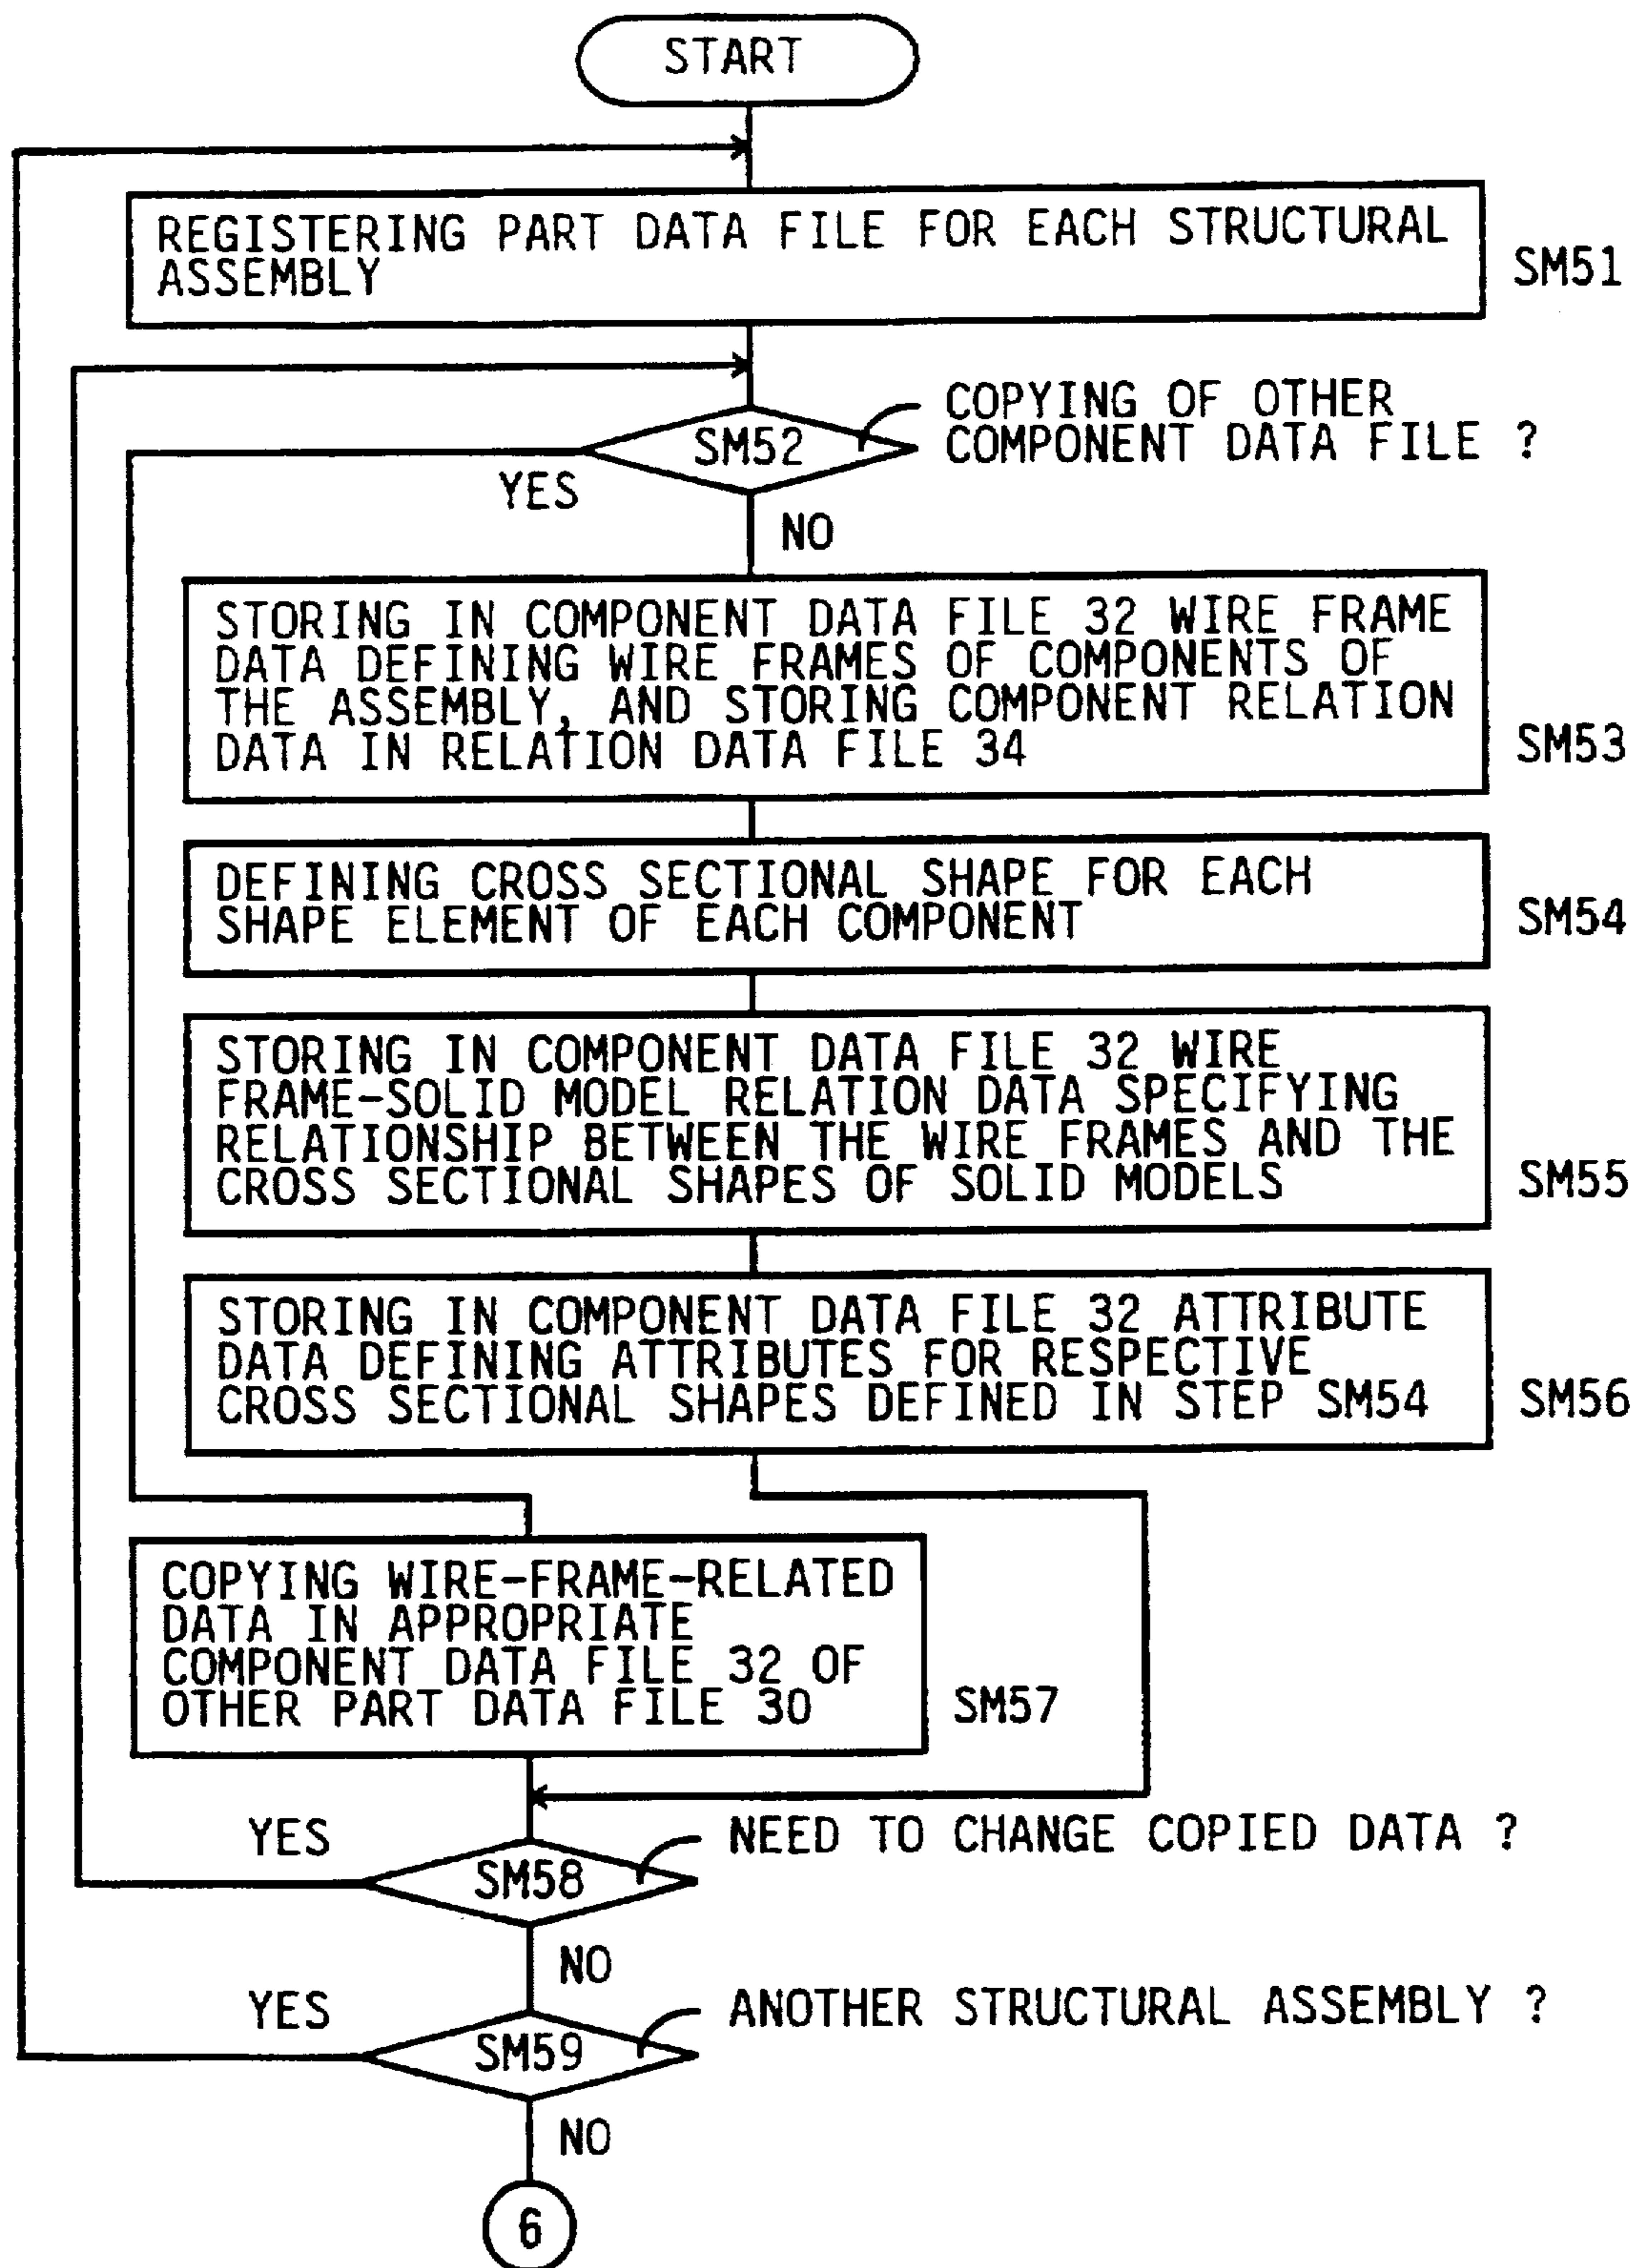 START
REGISTERING PART DATA FILE FOR EACH STRUCTURAL
ASSEMBLY
SM51
COPYING OF OTHER
COMPONENT DATA FILE ?
SM52
YES
NO
STORING IN COMPONENT DATA FILE 32 WIRE FRAME
DATA DEFINING WIRE FRAMES OF COMPONENTS OF
THE ASSEMBLY, AND STORING COMPONENT RELATION
DATA IN RELATION DATA FILE 34
SM53
DEFINING CROSS SECTIONAL SHAPE FOR EACH
SHAPE ELEMENT OF EACH COMPONENT
SM54
STORING IN COMPONENT DATA FILE 32 WIRE
FRAME-SOLID MODEL RELATION DATA SPECIFYING
RELATIONSHIP BETWEEN THE WIRE FRAMES AND THE
CROSS SECTIONAL SHAPES OF SOLID MODELS
SM55
STORING IN COMPONENT DATA FILE 32 ATTRIBUTE
DATA DEFINING ATTRIBUTES FOR RESPECTIVE
CROSS SECTIONAL SHAPES DEFINED IN STEP SM54
SM56
COPYING WIRE-FRAME-RELATED
DATA IN APPROPRIATE
COMPONENT DATA FILE 32 OF
OTHER PART DATA FILE 30
SM57
YES
NEED TO CHANGE COPIED DATA ?
SM58
NO
YES
ANOTHER STRUCTURAL ASSEMBLY ?
SM59
NO
6